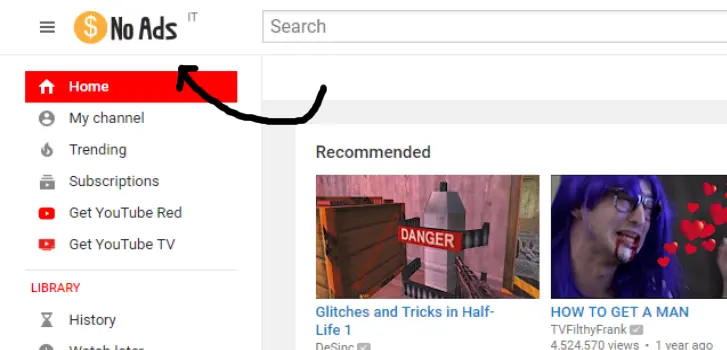 $ No Ads IT
Search
Home
My channel
Trending
Subscriptions
Get YouTube Red
Get YouTube TV
LIBRARY
History
Watch later
Recommended
DANGER
Glitches and Tricks in Half-
Life 1
DeSinc
HOW TO GET A MAN
TVFilthyFrank
4,524,570 views • 1 year ago